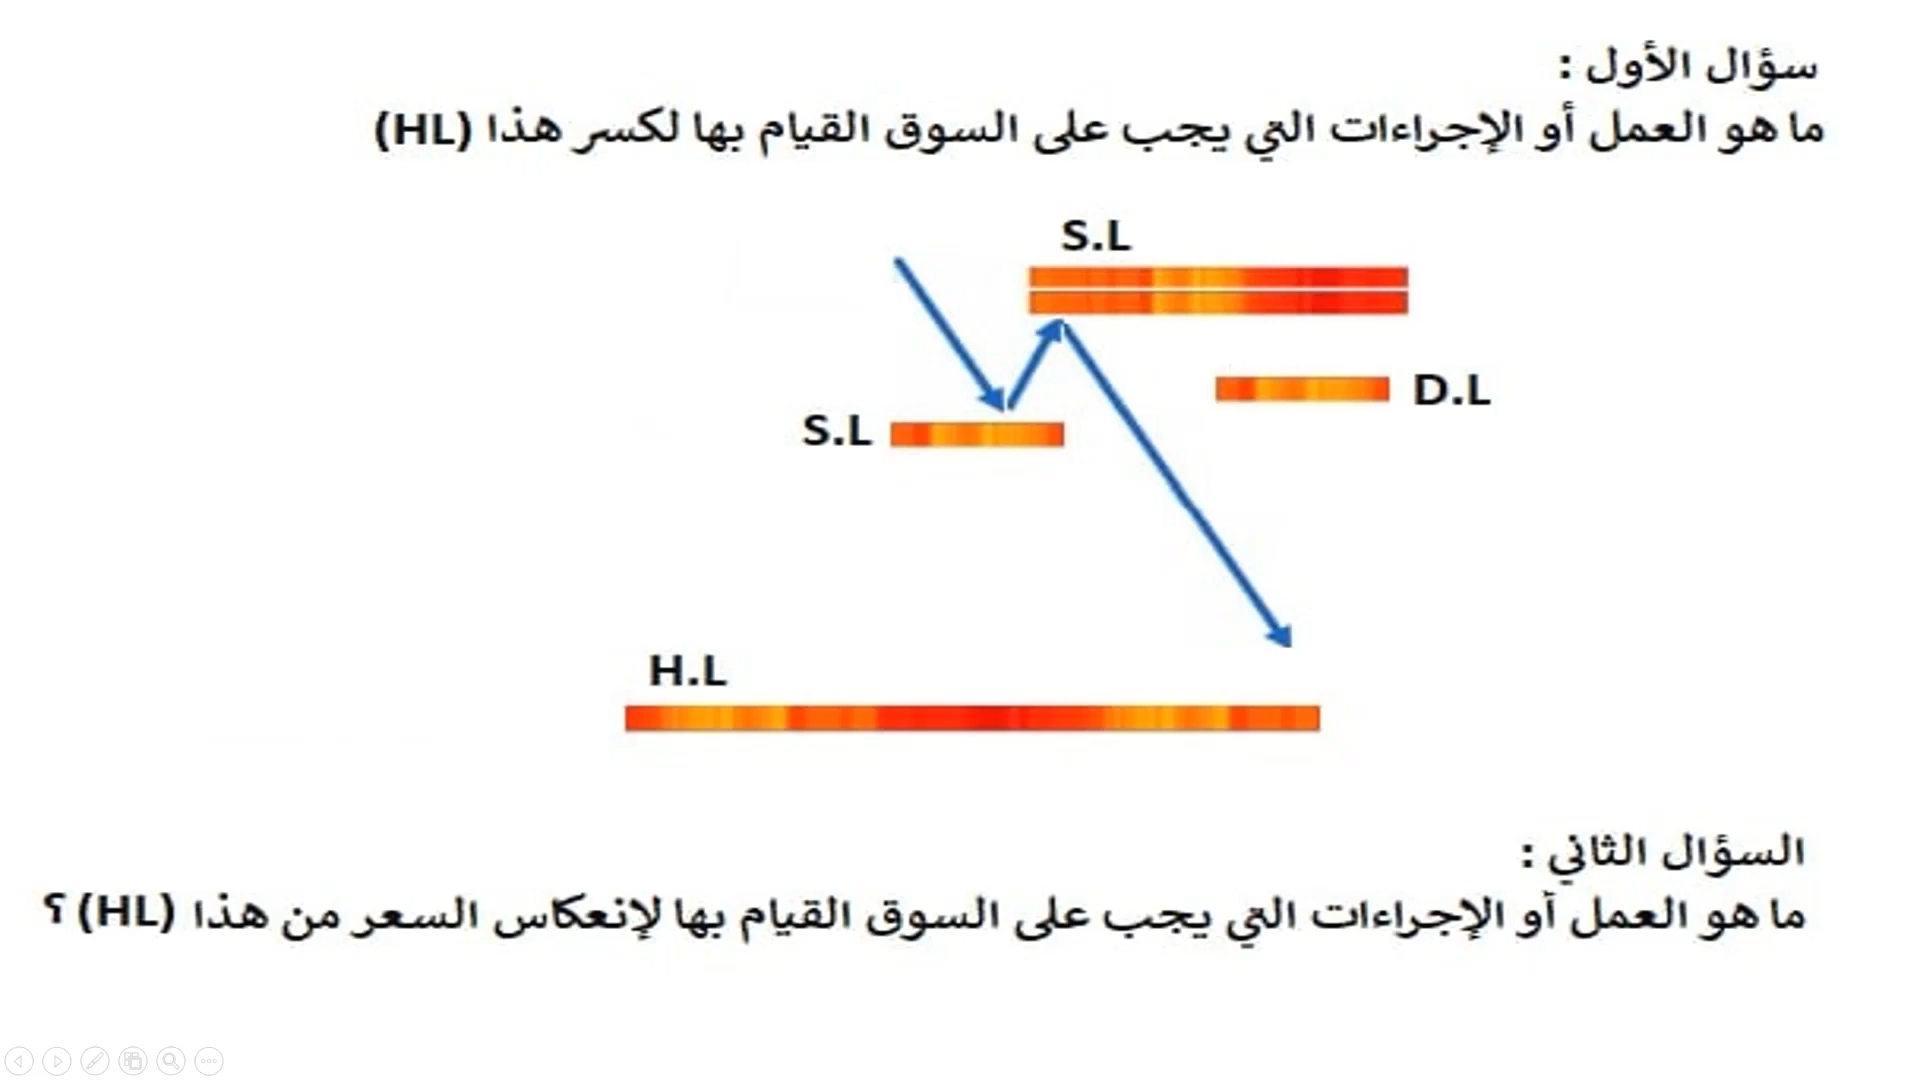 سؤال الأول :
ما هو العمل أو الإجراءات التي يجب على السوق القيام بها لكسر هذا (HL)
S.L
D.L
S.L
H.L
السؤال الثاني :
ما هو العمل أو الإجراءات التي يجب على السوق القيام بها لإنعكاس السعر من هذا (HL) ؟